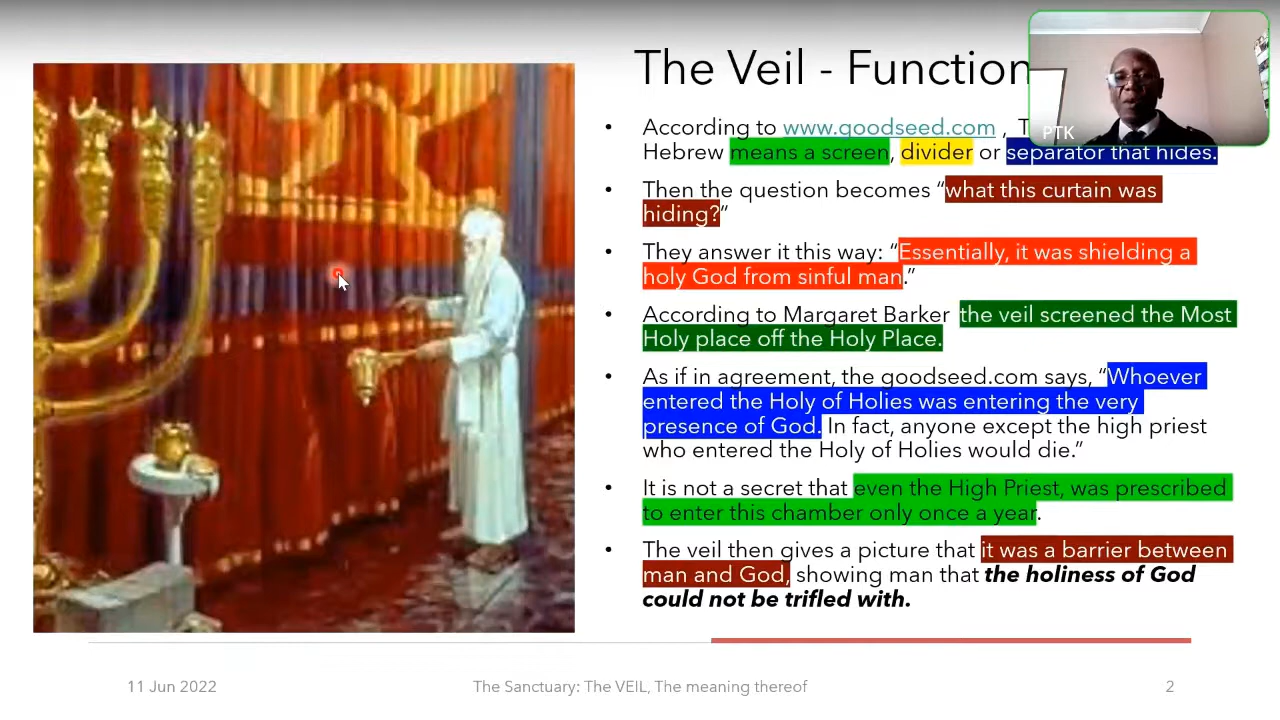 The Veil - Function
According to www.goodseed.com , T
Hebrew means a screen, divider or separator that hides.
Then the question becomes “what this curtain was
hiding?”
They answer it this way: “Essentially, it was shielding a
holy God from sinful man.”
According to Margaret Barker the veil screened the Most
Holy place off the Holy Place.
As if in agreement, the goodseed.com says, “Whoever
entered the Holy of Holies was entering the very
presence of God. In fact, anyone except the high priest
who entered the Holy of Holies would die.”
It is not a secret that even the High Priest, was prescribed
to enter this chamber only once a year.
The veil then gives a picture that it was a barrier between
man and God, showing man that the holiness of God
could not be trifled with.
PTK
11 Jun 2022
The Sanctuary: The VEIL, The meaning thereof
2